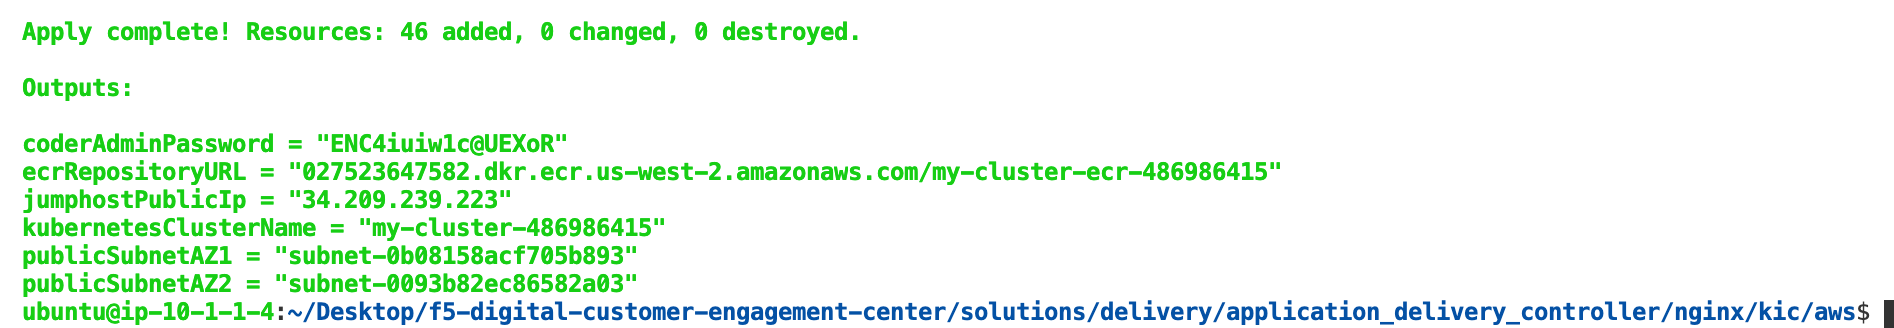 Apply complete! Resources: 46 added, 0 changed, 0 destroyed.
Outputs:
coderAdminPassword = "ENC4iuiw1c@UEXoR"
ecrRepositoryURL = "027523647582.dkr.ecr.us-west-2.amazonaws.com/my-cluster-ecr-486986415"
jumphostPublicIp = "34.209.239.223"
kubernetesClusterName = "my-cluster-486986415"
publicSubnetAZ1 = "subnet-0b08158acf705b893"
publicSubnetAZ2 = "subnet-0093b82ec86582a03"
ubuntu@ip-10-1-1-4:~/Desktop/f5-digital-customer-engagement-center/solutions/delivery/application_delivery_controller/nginx/kic/aws$